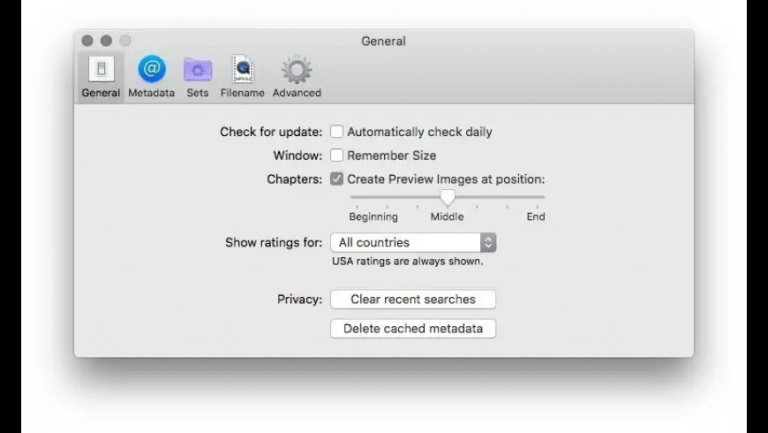 General
General Metadata Sets Filename Advanced
Check for update: Automatically check daily
Window: Remember Size
Chapters: Create Preview Images at position:
Beginning Middle End
Show ratings for: All countries
USA ratings are always shown.
Privacy: Clear recent searches
Delete cached metadata